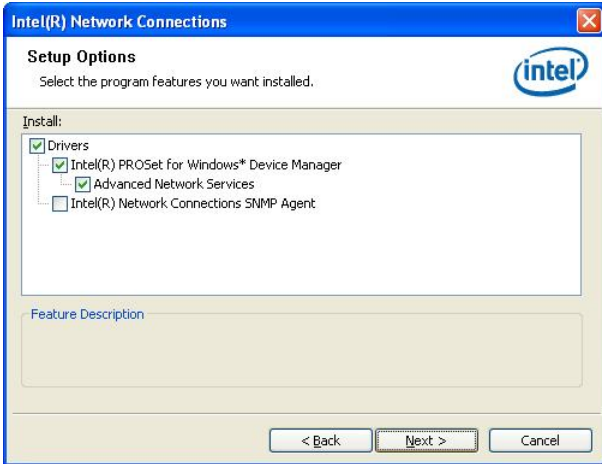 Intel(R) Network Connections
Setup Options
Select the program features you want installed.
intel
Install:
Drivers
Intel(R) PROSet for Windows* Device Manager
Advanced Network Services
Intel(R) Network Connections SNMP Agent
Feature Description
< Back Next > Cancel